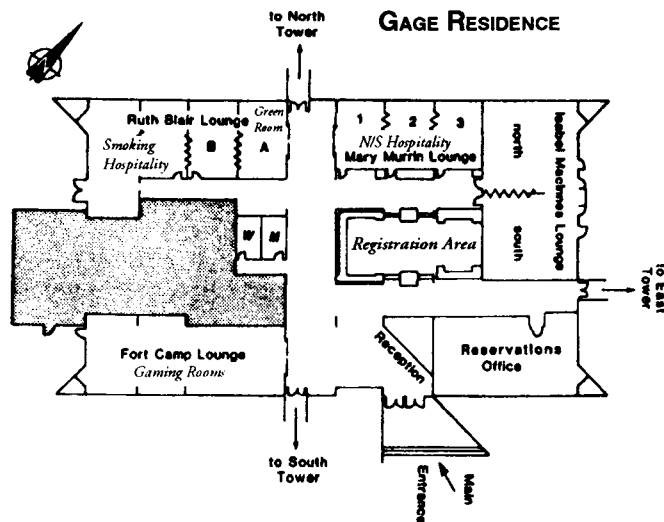 to North
Tower
GAGE RESIDENCE
Ruth Blair Lounge
Green
Room
Smoking
Hospitality
B
A
1
2
3
N/S Hospitality
Mary Murrin Lounge
north
south
Isabel MacInnes Lounge
W
M
Registration Area
to East
Tower
Fort Camp Lounge
Gaming Rooms
Reception
Reservations
Office
to South
Tower
Main
Entrance